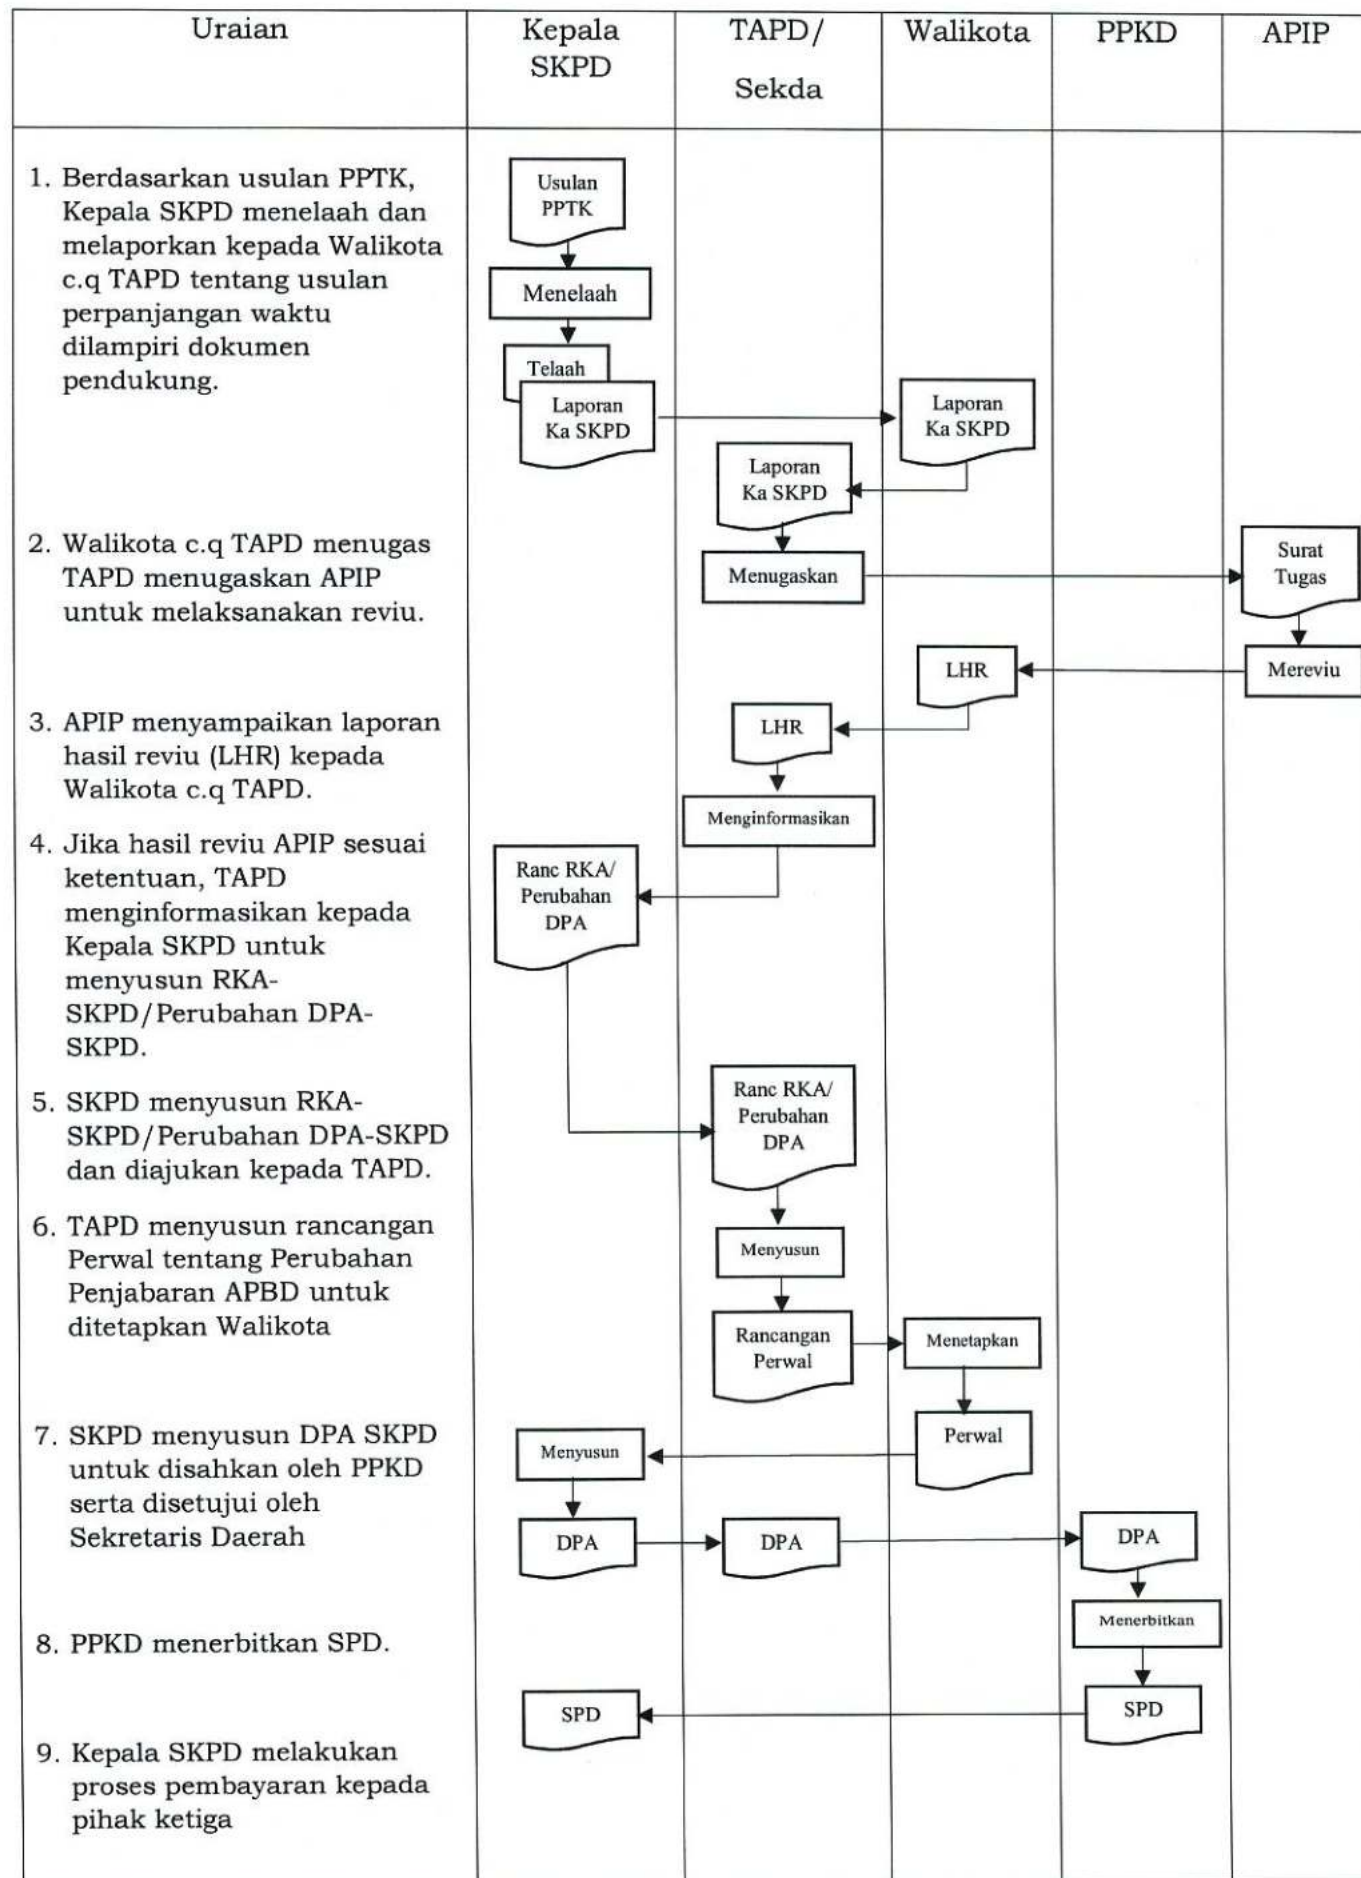 Uraian
Kepala
SKPD
TAPD/
Sekda
Walikota
PPKD
APIP
1. Berdasarkan usulan PPTK,
Kepala SKPD menelaah dan
melaporkan kepada Walikota
c.q TAPD tentang usulan
perpanjangan waktu
dilampiri dokumen
pendukung.
Usulan
PPTK
Menelaah
Telaah
Laporan
Ka SKPD
Laporan
Ka SKPD
Laporan
Ka SKPD
2. Walikota c.q TAPD menugas
TAPD menugaskan APIP
untuk melaksanakan reviu.
Menugaskan
Surat
Tugas
Mereviu
LHR
3. APIP menyampaikan laporan
hasil reviu (LHR) kepada
Walikota c.q TAPD.
LHR
Menginformasikan
4. Jika hasil reviu APIP sesuai
ketentuan, TAPD
menginformasikan kepada
Kepala SKPD untuk
menyusun RKA-
SKPD/Perubahan DPA-
SKPD.
Ranc RKA/
Perubahan
DPA
5. SKPD menyusun RKA-
SKPD/Perubahan DPA-SKPD
dan diajukan kepada TAPD.
Ranc RKA/
Perubahan
DPA
6. TAPD menyusun rancangan
Perwal tentang Perubahan
Penjabaran APBD untuk
ditetapkan Walikota
Menyusun
Rancangan
Perwal
Menetapkan
Perwal
7. SKPD menyusun DPA SKPD
untuk disahkan oleh PPKD
serta disetujui oleh
Sekretaris Daerah
Menyusun
DPA
DPA
DPA
Menerbitkan
8. PPKD menerbitkan SPD.
SPD
SPD
9. Kepala SKPD melakukan
proses pembayaran kepada
pihak ketiga